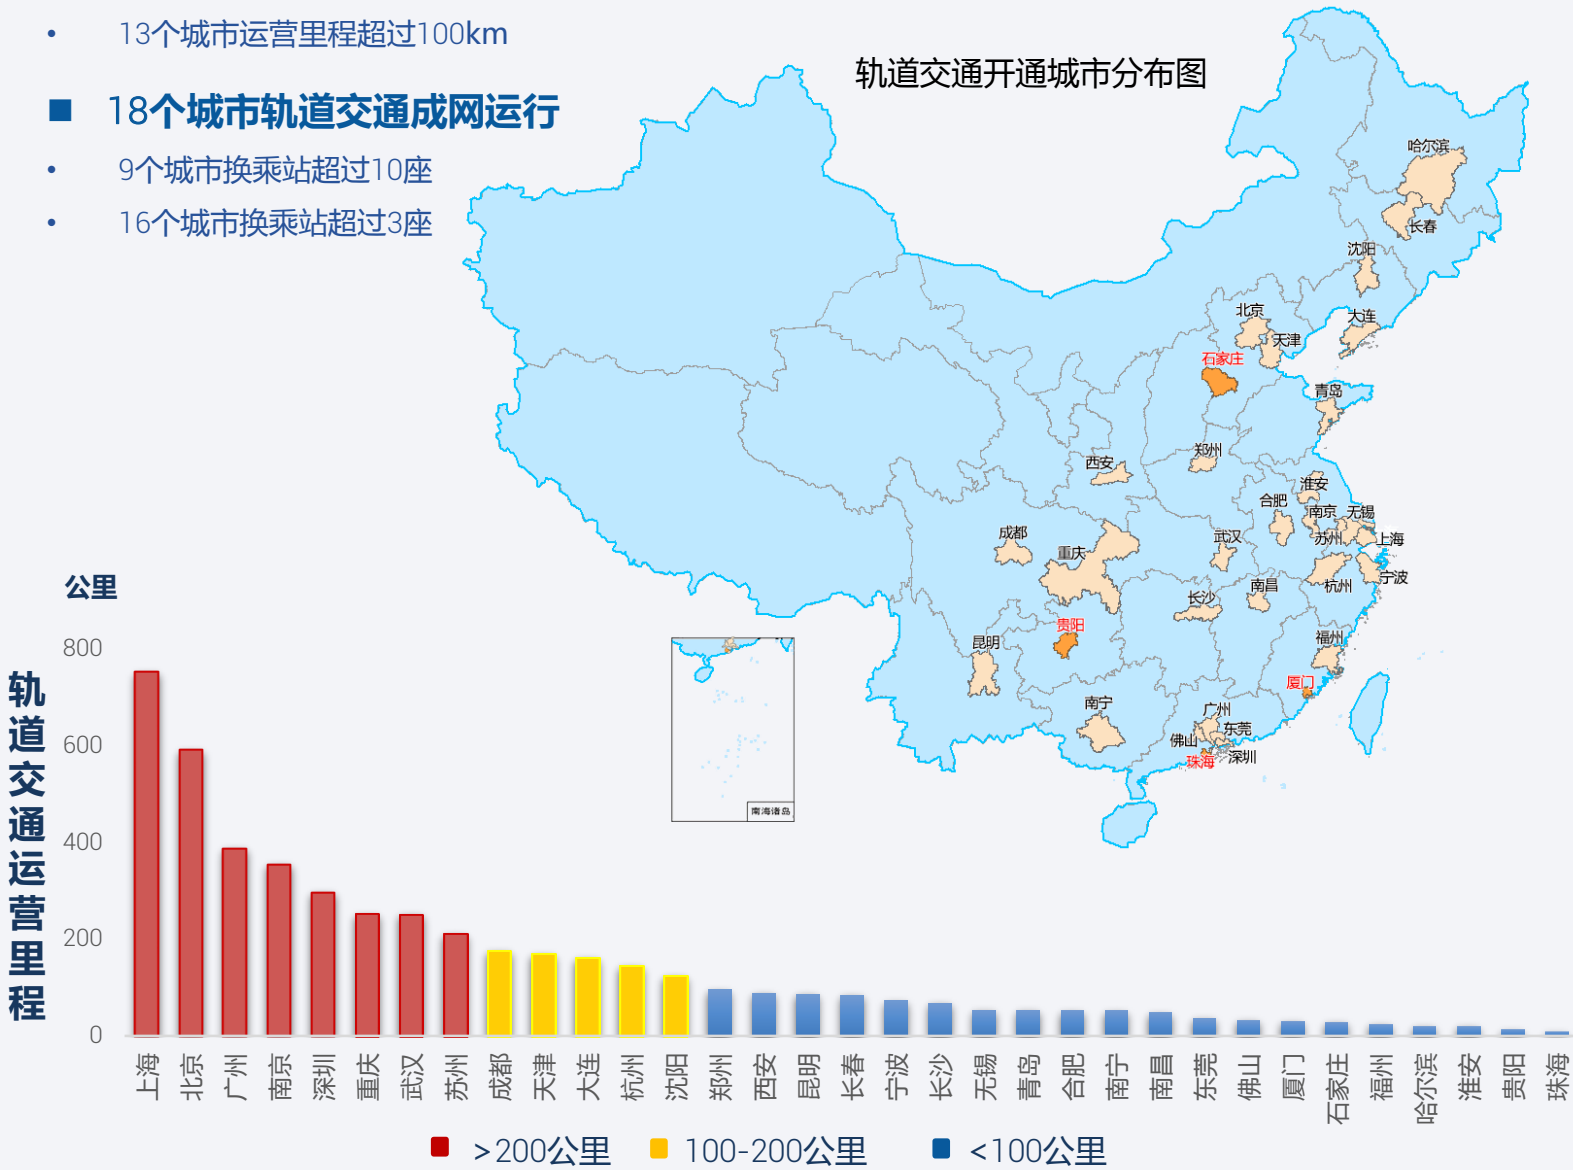 • 13个城市运营里程超过100km
■ 18个城市轨道交通成网运行
• 9个城市换乘站超过10座
• 16个城市换乘站超过3座
轨道交通开通城市分布图
哈尔滨
长春
沈阳
北京
大连
天津
石家庄
青岛
郑州
西安
淮安
合肥
南京
无锡
成都
武汉
苏州
上海
重庆
宁波
南昌
杭州
长沙
贵阳
昆明
福州
厦门
南宁
广州
东莞
佛山
深圳
珠海
南海诸岛
公里
轨道交通运营里程
800
600
400
200
0
上海
北京
广州
南京
深圳
重庆
武汉
苏州
成都
天津
大连
杭州
沈阳
郑州
西安
昆明
长春
宁波
长沙
无锡
青岛
合肥
南宁
南昌
东莞
佛山
厦门
石家庄
福州
哈尔滨
淮安
贵阳
珠海
>200公里
100-200公里
<100公里